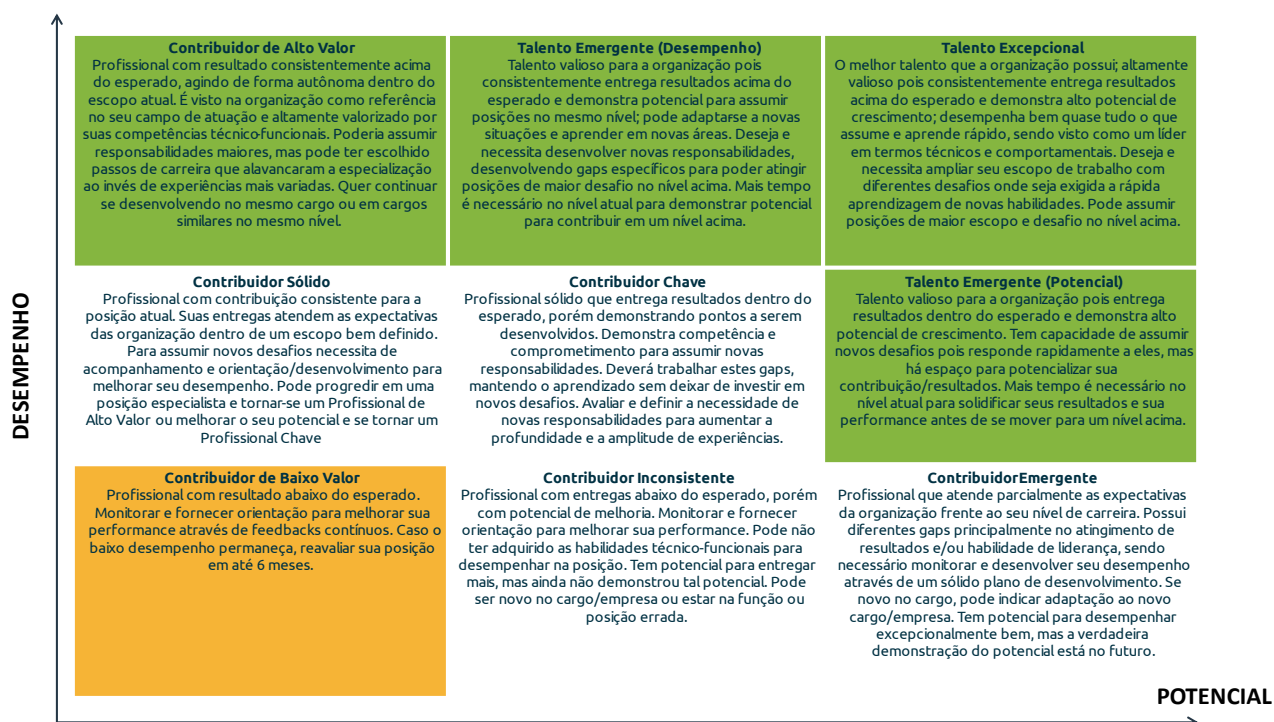 Contribuidor de Alto Valor
Profissional com resultado consistentemente acima
do esperado, agindo de forma autônoma dentro do
escopo atual. É visto na organização como referência
no seu campo de atuação e altamente valorizado por
suas competências técnico-funcionais. Poderia assumir
responsabilidades maiores, mas pode ter escolhido
passos de carreira que alavancaram a especialização
ao invés de experiências mais variadas. Quer continuar
se desenvolvendo no mesmo cargo ou em cargos
similares no mesmo nível.
Talento Emergente (Desempenho)
Talento valioso para a organização pois
consistentemente entrega resultados acima do
esperado e demonstra potencial para assumir
posições no mesmo nível; pode adaptar-se a novas
situações e aprender em novas áreas. Deseja e
necessita desenvolver novas responsabilidades,
desenvolvendo gaps específicos para poder atingir
posições de maior desafio no nível acima. Mais tempo
é necessário no nível atual para demonstrar potencial
para contribuir em um nível acima.
Talento Excepcional
O melhor talento que a organização possui; altamente
valioso pois consistentemente entrega resultados
acima do esperado e demonstra alto potencial de
crescimento; desempenha bem quase tudo o que
assume e aprende rápido, sendo visto como um líder
em termos técnicos e comportamentais. Deseja e
necessita ampliar seu escopo de trabalho com
diferentes desafios onde seja exigida a rápida
aprendizagem de novas habilidades. Pode assumir
posições de maior escopo e desafio no nível acima.
DESEMPENHO
Contribuidor Sólido
Profissional com contribuição consistente para a
posição atual. Suas entregas atendem as expectativas
das organização dentro de um escopo bem definido.
Para assumir novos desafios necessita de
acompanhamento e orientação/desenvolvimento para
melhorar seu desempenho. Pode progredir em uma
posição especialista e tornar-se um Profissional de
Alto Valor ou melhorar o seu potencial e se tornar um
Profissional Chave
Contribuidor Chave
Profissional sólido que entrega resultados dentro do
esperado, porém demonstrando pontos a serem
desenvolvidos. Demonstra competência e
comprometimento para assumir novas
responsabilidades. Deverá trabalhar estes gaps,
mantendo o aprendizado sem deixar de investir em
novos desafios. Avaliar e definir a necessidade de
novas responsabilidades para aumentar a
profundidade e a amplitude de experiências.
Talento Emergente (Potencial)
Talento valioso para a organização pois entrega
resultados dentro do esperado e demonstra alto
potencial de crescimento. Tem capacidade de assumir
novos desafios pois responde rapidamente a eles, mas
há espaço para potencializar sua
contribuição/resultados. Mais tempo é necessário no
nível atual para solidificar seus resultados e sua
performance antes de se mover para um nível acima.
Contribuidor de Baixo Valor
Profissional com resultado abaixo do esperado.
Monitorar e fornecer orientação para melhorar sua
performance através de feedbacks contínuos. Caso o
baixo desempenho permaneça, reavaliar sua posição
em até 6 meses.
Contribuidor Inconsistente
Profissional com entregas abaixo do esperado, porém
com potencial de melhoria. Monitorar e fornecer
orientação para melhorar sua performance. Pode não
ter adquirido as habilidades técnico-funcionais para
desempenhar na posição. Tem potencial para entregar
mais, mas ainda não demonstrou tal potencial. Pode
ser novo no cargo/empresa ou estar na função ou
posição errada.
ContribuidorEmergente
Profissional que atende parcialmente as expectativas
da organização frente ao seu nível de carreira. Possui
diferentes gaps principalmente no atingimento de
resultados e/ou habilidade de liderança, sendo
necessário monitorar e desenvolver seu desempenho
através de um sólido plano de desenvolvimento. Se
novo no cargo, pode indicar adaptação ao novo
cargo/empresa. Tem potencial para desempenhar
excepcionalmente bem, mas a verdadeira
demonstração do potencial está no futuro.
POTENCIAL